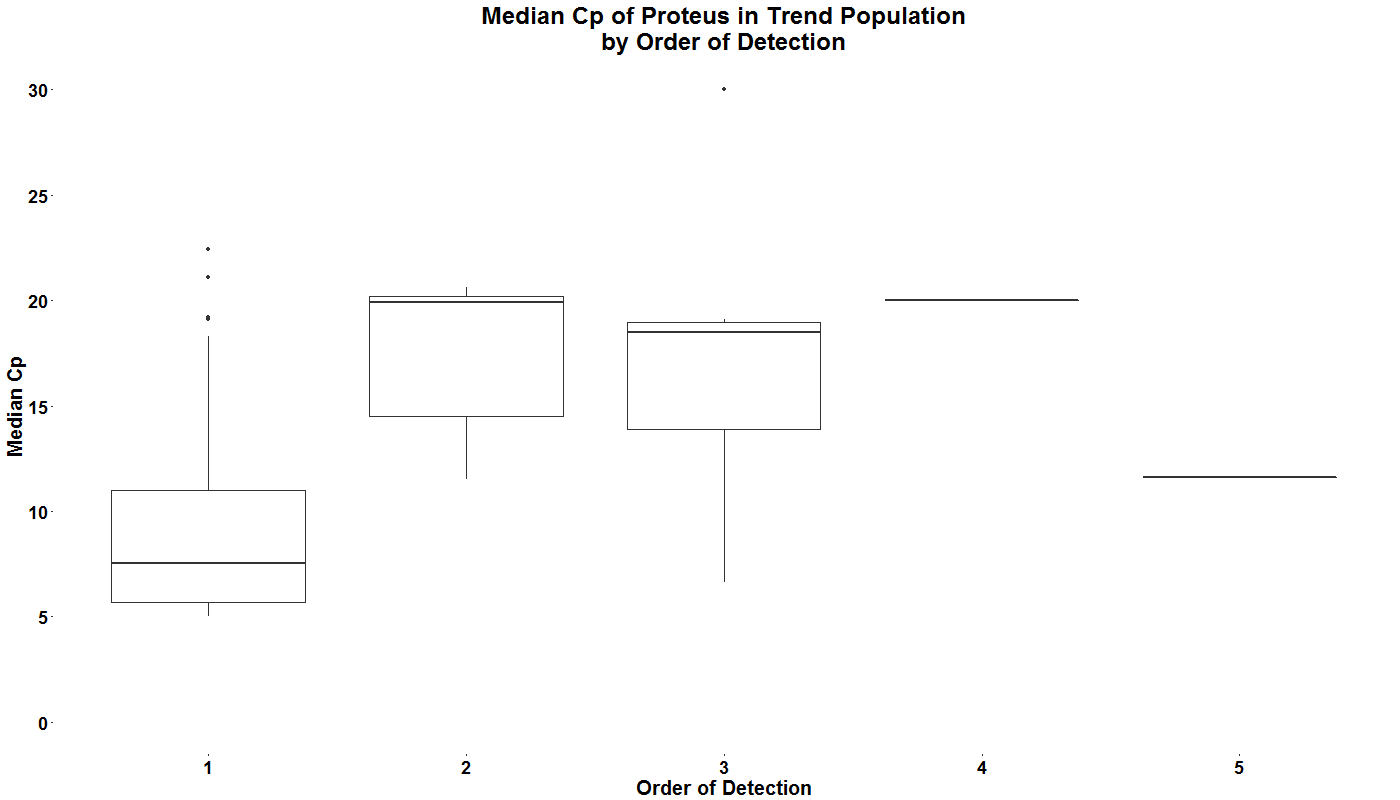 Median Cp of Proteus in Trend Population
by Order of Detection
30
25
20
15
10
5
0
Median Cp
1 2 3 4 5
Order of Detection